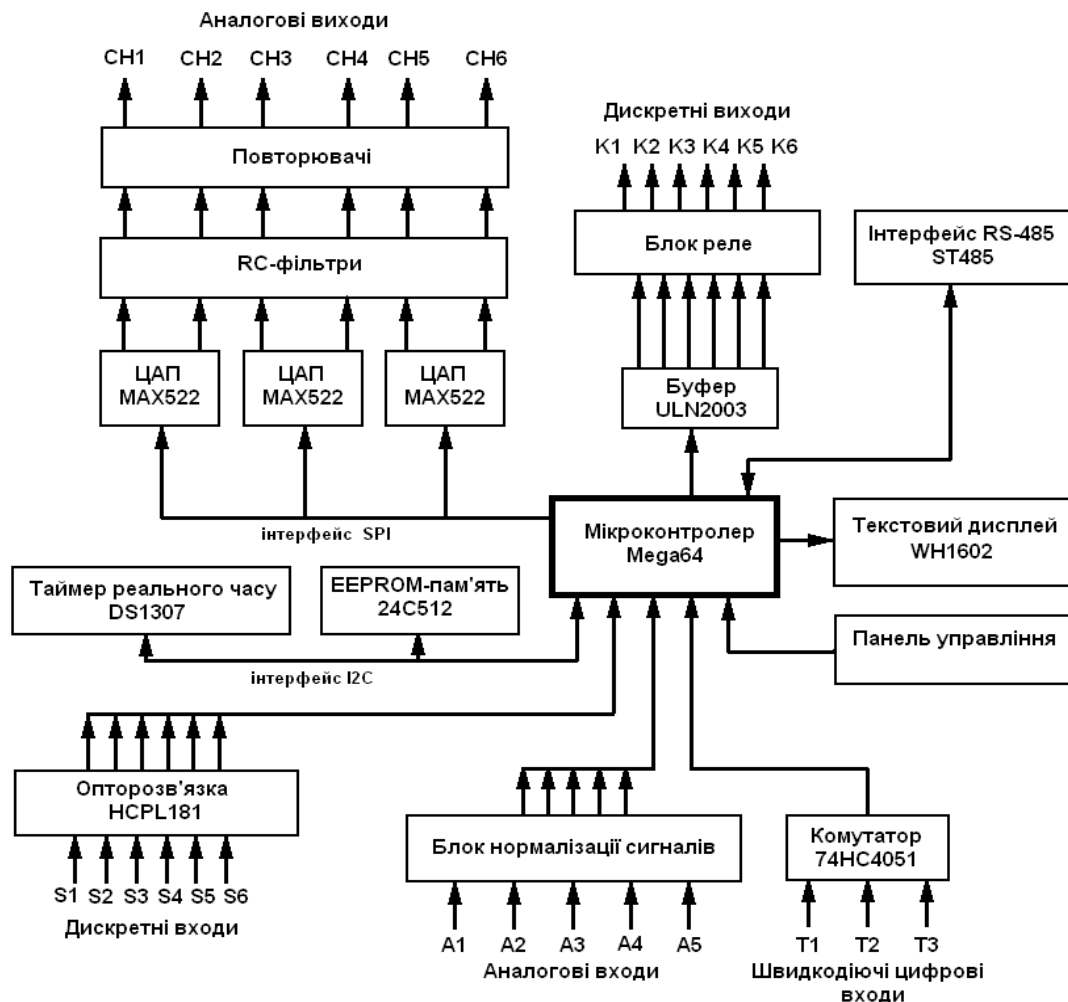 Аналогові виходи
CH1 CH2 CH3 CH4 CH5 CH6
Повторювачі
RC-фільтри
ЦАП
MAX522
ЦАП
MAX522
ЦАП
MAX522
Дискретні виходи
K1 K2 K3 K4 K5 K6
Блок реле
Буфер
ULN2003
Інтерфейс RS-485
ST485
інтерфейс SPI
Мікроконтролер
Mega64
Текстовий дисплей
WH1602
Таймер реального часу
DS1307
EEPROM-пам'ять
24C512
Панель управління
інтерфейс I2C
Опторозв'язка
HCPL181
S1 S2 S3 S4 S5 S6
Дискретні входи
Блок нормалізації сигналів
A1 A2 A3 A4 A5
Аналогові входи
Комутатор
74HC4051
T1 T2 T3
Швидкодіючі цифрові
входи